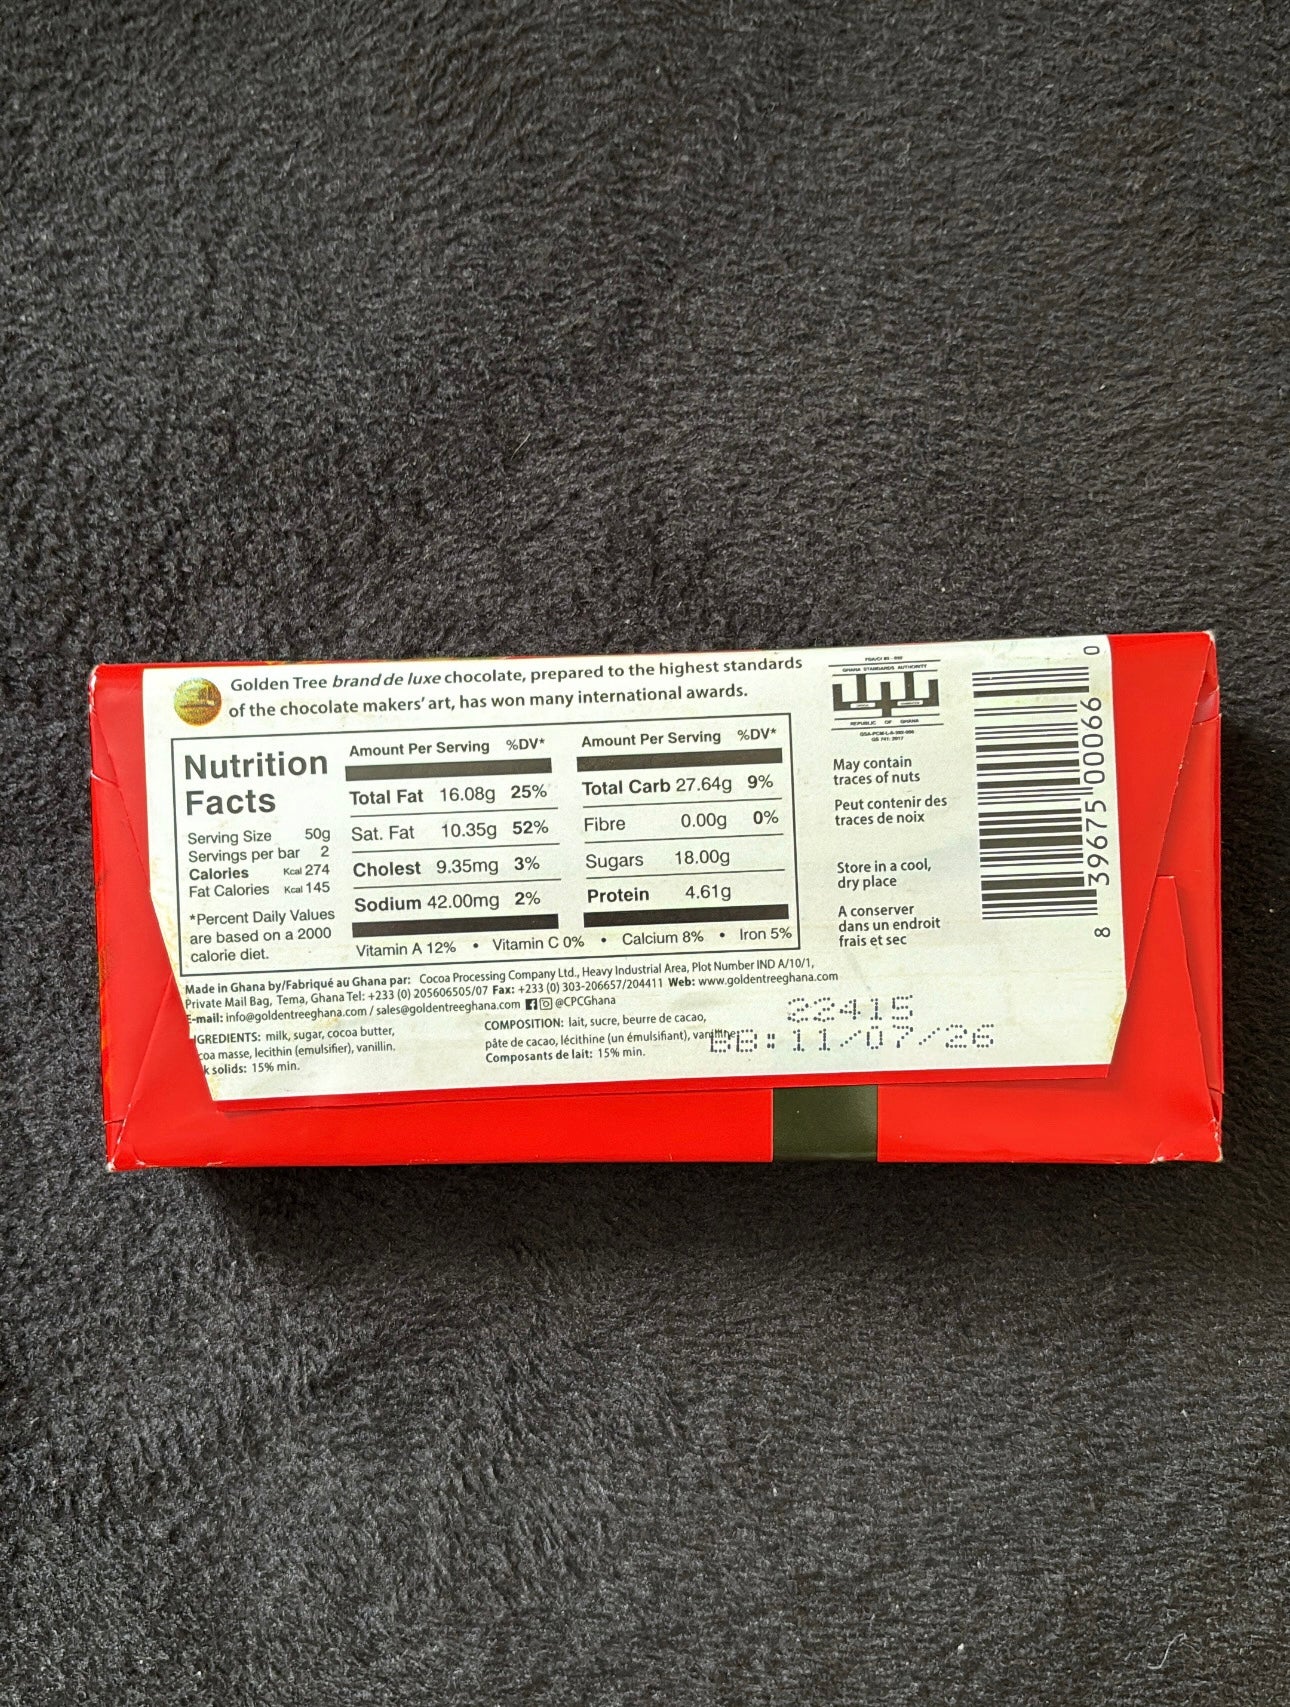 Golden Tree brand de luxe chocolate, prepared to the highest standards
of the chocolate makers' art, has won many international awards.
Nutrition
Facts
Serving Size 50g
Servings per bar 2
Calories Kcal 274
Fat Calories Kcal 145
*Percent Daily Values
are based on a 2000
calorie diet.
Amount Per Serving %DV*
Total Fat 16.08g 25%
Sat. Fat 10.35g 52%
Cholest 9.35mg 3%
Sodium 42.00mg 2%
Amount Per Serving %DV*
Total Carb 27.64g 9%
Fibre 0.00g 0%
Sugars 18.00g
Protein 4.61g
Vitamin A 12% • Vitamin C 0% • Calcium 8% • Iron 5%
GHANA STANDARDS AUTHORITY
REPUBLIC OF GHANA
May contain
traces of nuts
Peut contenir des
traces de noix
Store in a cool,
dry place
A conserver
dans un endroit
frais et sec
8 39675 00066 0
Made in Ghana by/Fabriqué au Ghana par: Cocoa Processing Company Ltd., Heavy Industrial Area, Plot Number IND A/10/1,
Private Mail Bag, Tema, Ghana Tel: +233 (0) 205606505/07 Fax: +233 (0) 303-206657/204411 Web: www.goldentreeghana.com
E-mail: info@goldentreeghana.com / sales@goldentreeghana.com @CPCGhana
GREDIENTS: milk, sugar, cocoa butter,
coa masse, lecithin (emulsifier), vanillin.
k solids: 15% min.
COMPOSITION: lait, sucre, beurre de cacao,
pâte de cacao, lécithine (un émulsifiant),
Composants de lait: 15% min.
22415
BB: 11/07/26